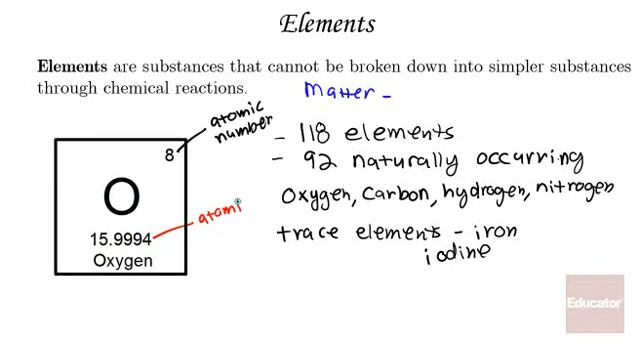 Elements
Elements are substances that cannot be broken down into simpler substances
through chemical reactions.
Matter -
atomic
number
- 118 elements
- 92 naturally occurring
Oxygen, Carbon, hydrogen, nitrogen
trace elements - iron
iodine
8
O
15.9994
Oxygen
atomi
Educator